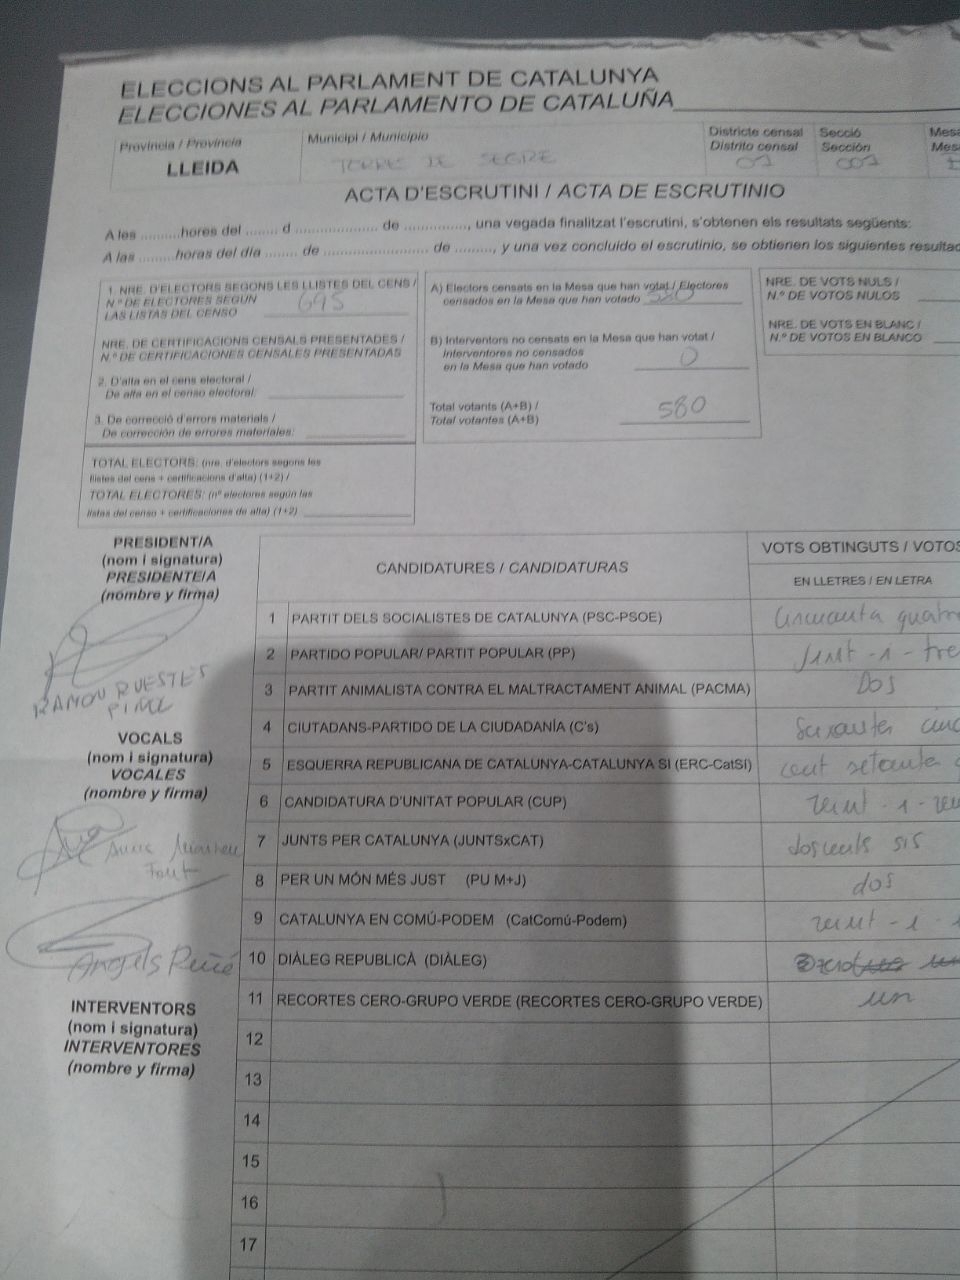 ELECCIONS AL PARLAMENT DE CATALUNYA
ELECCIONES AL PARLAMENTO DE CATALUÑA
Província / Provincia
LLEIDA
Municipi / Municipio
TORRE DE SEGRE
Districte censal
Distrito censal
01
Secció
Sección
001
Mesa
Mesa
ACTA D'ESCRUTINI / ACTA DE ESCRUTINIO
A les ..........hores del ....... d ..................... de .............., una vegada finalitzat l'escrutini, s'obtenen els resultats següents:
A las .........horas del día ....... de .......................... de ........., y una vez concluido el escrutinio, se obtienen los siguientes resultad
1. NRE. D'ELECTORS SEGONS LES LLISTES DEL CENS /
N.º DE ELECTORES SEGÚN
LAS LISTAS DEL CENSO
695
NRE. DE CERTIFICACIONS CENSALS PRESENTADES /
N.º DE CERTIFICACIONES CENSALES PRESENTADAS
2. D'alta en el cens electoral /
De alta en el censo electoral:
3. De correcció d'errors materials /
De corrección de errores materiales:
TOTAL ELECTORS: (nre. d'electors segons les
llistes del cens + certificacions d'alta) (1+2) /
TOTAL ELECTORES: (nº electores según las
listas del censo + certificaciones de alta) (1+2)
A) Electors censats en la Mesa que han votat / Electores
censados en la Mesa que han votado 580
B) Interventors no censats en la Mesa que han votat /
Interventores no censados
en la Mesa que han votado
0
Total votants (A+B) /
Total votantes (A+B)
580
NRE. DE VOTS NULS /
N.º DE VOTOS NULOS
NRE. DE VOTS EN BLANC /
N.º DE VOTOS EN BLANCO
PRESIDENT/A
(nom i signatura)
PRESIDENTE/A
(nombre y firma)
RAMON RUESTES
PIÑOL
VOCALS
(nom i signatura)
VOCALES
(nombre y firma)
Anna
Font
Angels Reñé
INTERVENTORS
(nom i signatura)
INTERVENTORES
(nombre y firma)
CANDIDATURES / CANDIDATURAS
VOTS OBTINGUTS / VOTOS
EN LLETRES / EN LETRA
1 PARTIT DELS SOCIALISTES DE CATALUNYA (PSC-PSOE) cincuanta quatre
2 PARTIDO POPULAR/ PARTIT POPULAR (PP) vint-i-tre
3 PARTIT ANIMALISTA CONTRA EL MALTRACTAMENT ANIMAL (PACMA) Dos
4 CIUTADANS-PARTIDO DE LA CIUDADANÍA (C's) seixanta cinc
5 ESQUERRA REPUBLICANA DE CATALUNYA-CATALUNYA SÍ (ERC-CatSí) cent setanta
6 CANDIDATURA D'UNITAT POPULAR (CUP) vint-i-
7 JUNTS PER CATALUNYA (JUNTSxCAT) doscents sis
8 PER UN MÓN MÉS JUST (PU M+J) dos
9 CATALUNYA EN COMÚ-PODEM (CatComú-Podem) vint-i-
10 DIÀLEG REPUBLICÀ (DIÀLEG)
11 RECORTES CERO-GRUPO VERDE (RECORTES CERO-GRUPO VERDE) un
12
13
14
15
16
17